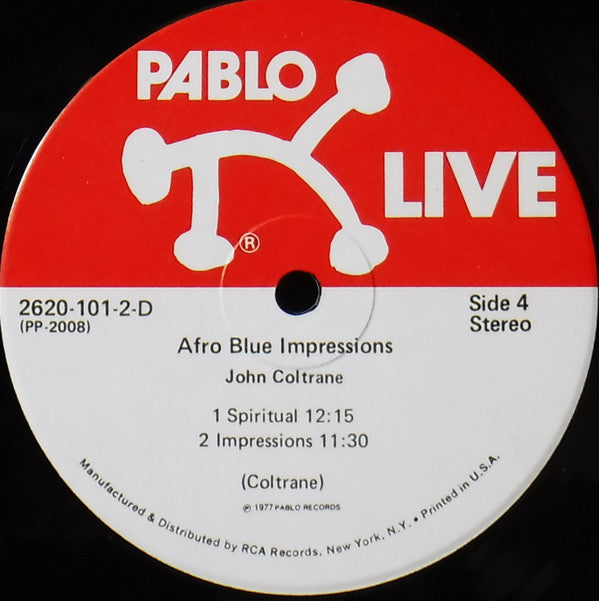 PABLO
LIVE
®
2620-101-2-D
(PP-2008)
Side 4
Stereo
Afro Blue Impressions
John Coltrane
1 Spiritual 12:15
2 Impressions 11:30
(Coltrane)
℗ 1977 PABLO RECORDS
Manufactured & Distributed by RCA Records, New York, N.Y. • Printed in U.S.A.